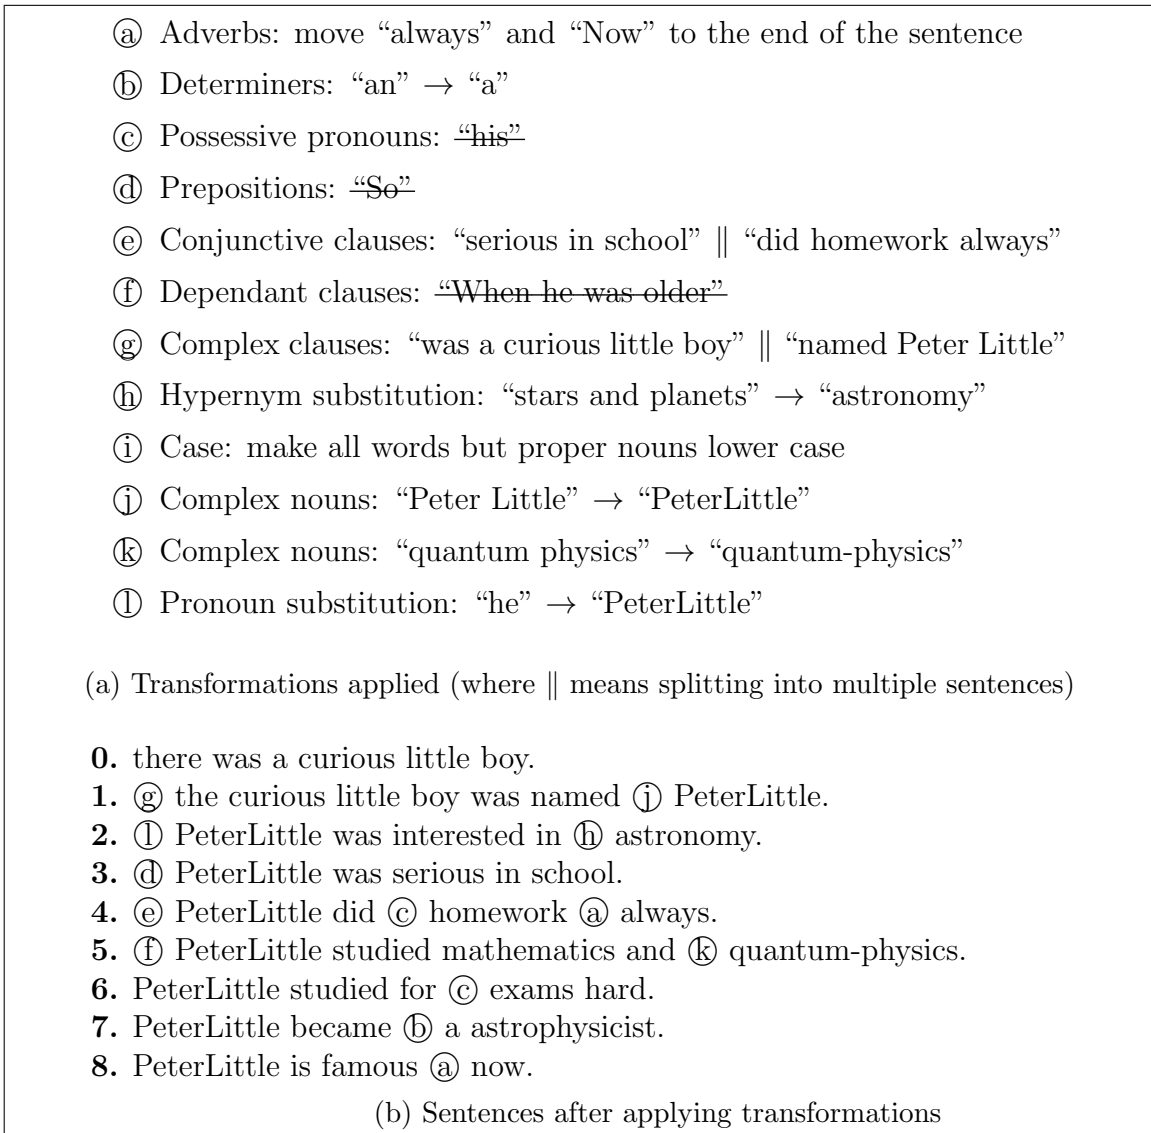 ⓐ Adverbs: move “always” and “Now” to the end of the sentence
ⓑ Determiners: “an” → “a”
ⓒ Possessive pronouns: “his”
ⓓ Prepositions: “So”
ⓔ Conjunctive clauses: “serious in school” ∥ “did homework always”
ⓕ Dependant clauses: “When he was older”
ⓖ Complex clauses: “was a curious little boy” ∥ “named Peter Little”
ⓗ Hypernym substitution: “stars and planets” → “astronomy”
ⓘ Case: make all words but proper nouns lower case
ⓙ Complex nouns: “Peter Little” → “PeterLittle”
ⓚ Complex nouns: “quantum physics” → “quantum-physics”
ⓛ Pronoun substitution: “he” → “PeterLittle”
(a) Transformations applied (where ∥ means splitting into multiple sentences)
0. there was a curious little boy.
1. ⓖ the curious little boy was named ⓙ PeterLittle.
2. ⓛ PeterLittle was interested in ⓗ astronomy.
3. ⓓ PeterLittle was serious in school.
4. ⓔ PeterLittle did ⓒ homework ⓐ always.
5. ⓕ PeterLittle studied mathematics and ⓚ quantum-physics.
6. PeterLittle studied for ⓒ exams hard.
7. PeterLittle became ⓑ a astrophysicist.
8. PeterLittle is famous ⓐ now.
(b) Sentences after applying transformations